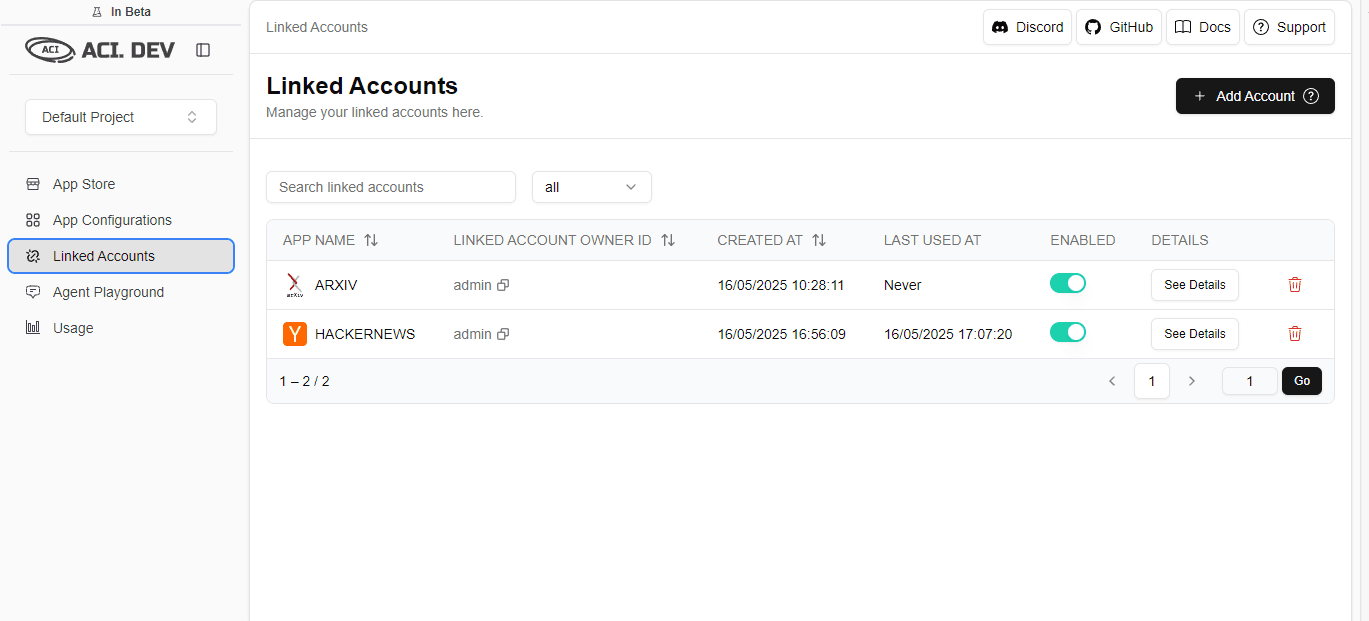 In Beta
ACI ACI. DEV
Default Project
App Store
App Configurations
Linked Accounts
Agent Playground
Usage
Linked Accounts
Discord GitHub Docs Support
Linked Accounts
Manage your linked accounts here.
+ Add Account ?
Search linked accounts all
APP NAME LINKED ACCOUNT OWNER ID CREATED AT LAST USED AT ENABLED DETAILS
arXiv ARXIV admin 16/05/2025 10:28:11 Never See Details
Y HACKERNEWS admin 16/05/2025 16:56:09 16/05/2025 17:07:20 See Details
1 – 2 / 2 1 1 Go